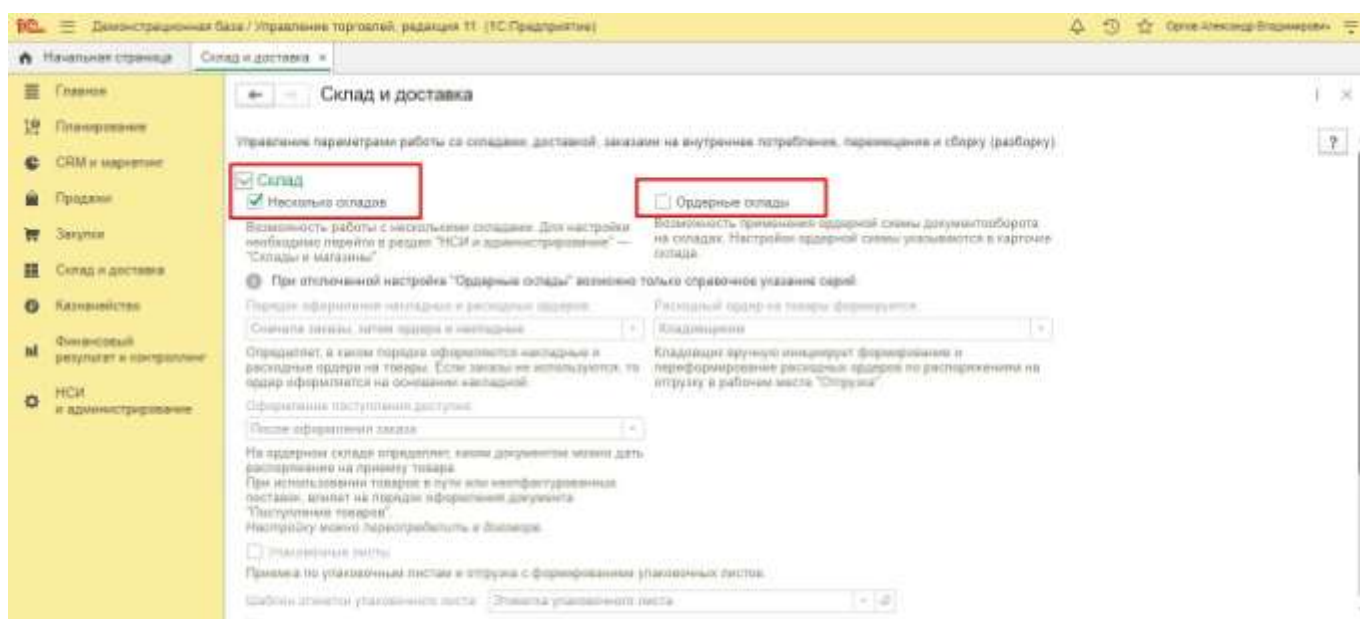 Демонстрационная база / Управление торговлей, редакция 11 (1С:Предприятие)
Орлов Александр Владимирович
Начальная страница
Склад и доставка ×
Главное
Планирование
CRM и маркетинг
Продажи
Закупки
Склад и доставка
Казначейство
Финансовый
результат и контроллинг
НСИ
и администрирование
Склад и доставка
Управление параметрами работы со складами, доставкой, заказами на внутреннее потребление, перемещение и сборку (разборку).
?
Склад
Несколько складов
Возможность работы с несколькими складами. Для настройки
необходимо перейти в раздел "НСИ и администрирование" —
"Склады и магазины".
Ордерные склады
Возможность применения ордерной схемы документооборота
на складах. Настройки ордерной схемы указываются в карточке
склада.
При отключенной настройке "Ордерные склады" возможно только справочное указание серий.
Порядок оформления накладных и расходных ордеров:
Сначала заказы, затем ордера и накладные
Определяет, в каком порядке оформляются накладные и
расходные ордера на товары. Если заказы не используются, то
ордер оформляется на основании накладной.
Расходный ордер на товары формируется:
Кладовщиком
Кладовщик вручную инициирует формирование и
переформирование расходных ордеров по распоряжениям на
отгрузку в рабочем месте "Отгрузка".
Оформление поступления доступно:
После оформления заказа
На ордерном складе определяет, каким документом можно дать
распоряжение на приемку товара.
При использовании товаров в пути или неотфактурованных
поставок, влияет на порядок оформления документа
"Поступление товаров".
Настройку можно переопределить в договоре.
Упаковочные листы
Приемка по упаковочным листам и отгрузка с формированием упаковочных листов.
Шаблон этикетки упаковочного листа:
Этикетка упаковочного листа